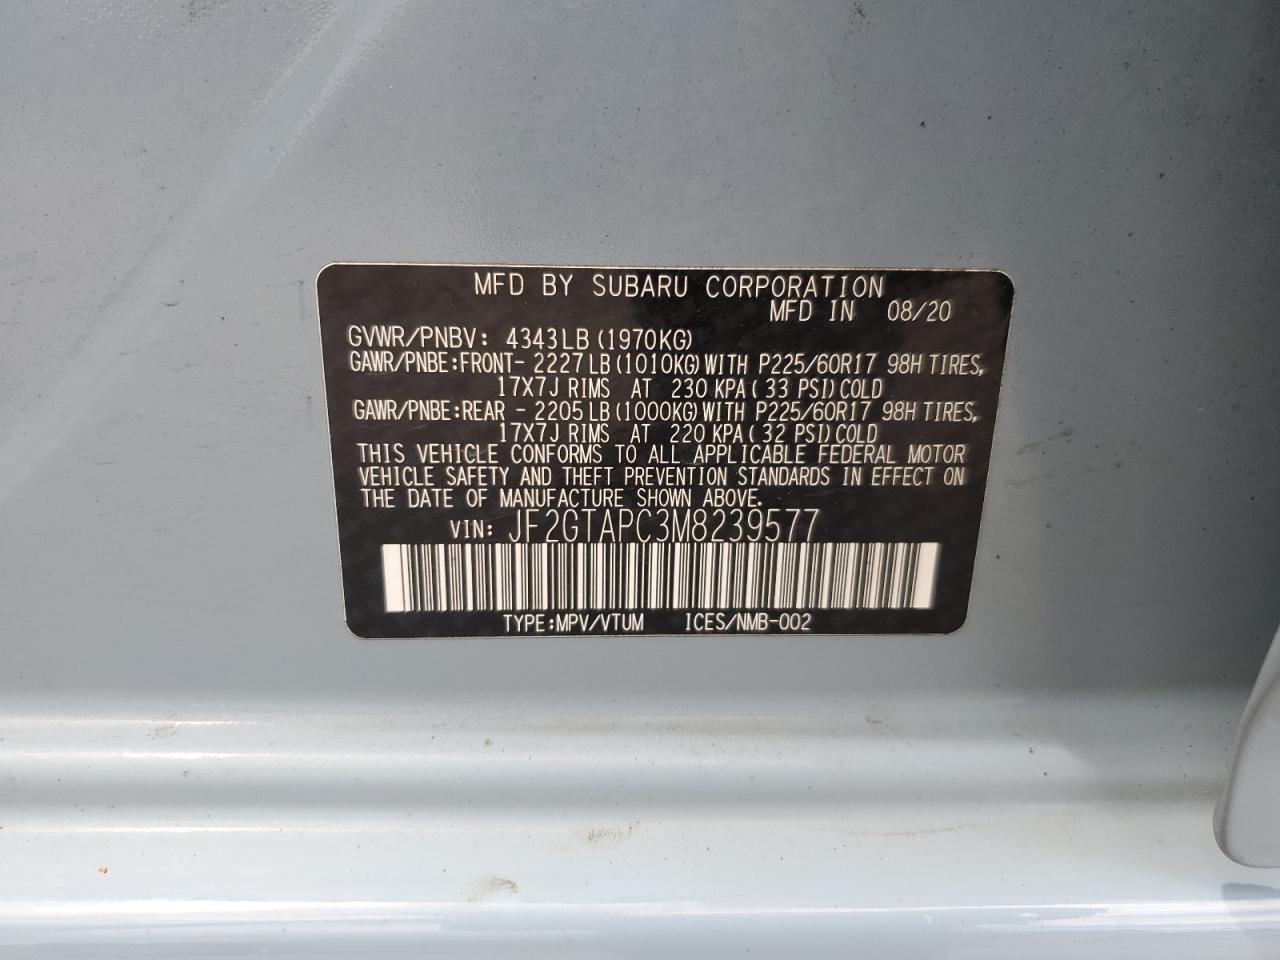 MFD BY SUBARU CORPORATION
MFD IN 08/20
GVWR/PNBV: 4343LB(1970KG)
GAWR/PNBE:FRONT- 2227LB(1010KG)WITH P225/60R17 98H TIRES,
17X7J RIMS AT 230 KPA( 33 PSI)COLD
GAWR/PNBE:REAR - 2205LB(1000KG)WITH P225/60R17 98H TIRES,
17X7J RIMS AT 220 KPA( 32 PSI)COLD
THIS VEHICLE CONFORMS TO ALL APPLICABLE FEDERAL MOTOR
VEHICLE SAFETY AND THEFT PREVENTION STANDARDS IN EFFECT ON
THE DATE OF MANUFACTURE SHOWN ABOVE.
VIN: JF2GTAPC3M8239577
TYPE:MPV/VTUM ICES/NMB-002